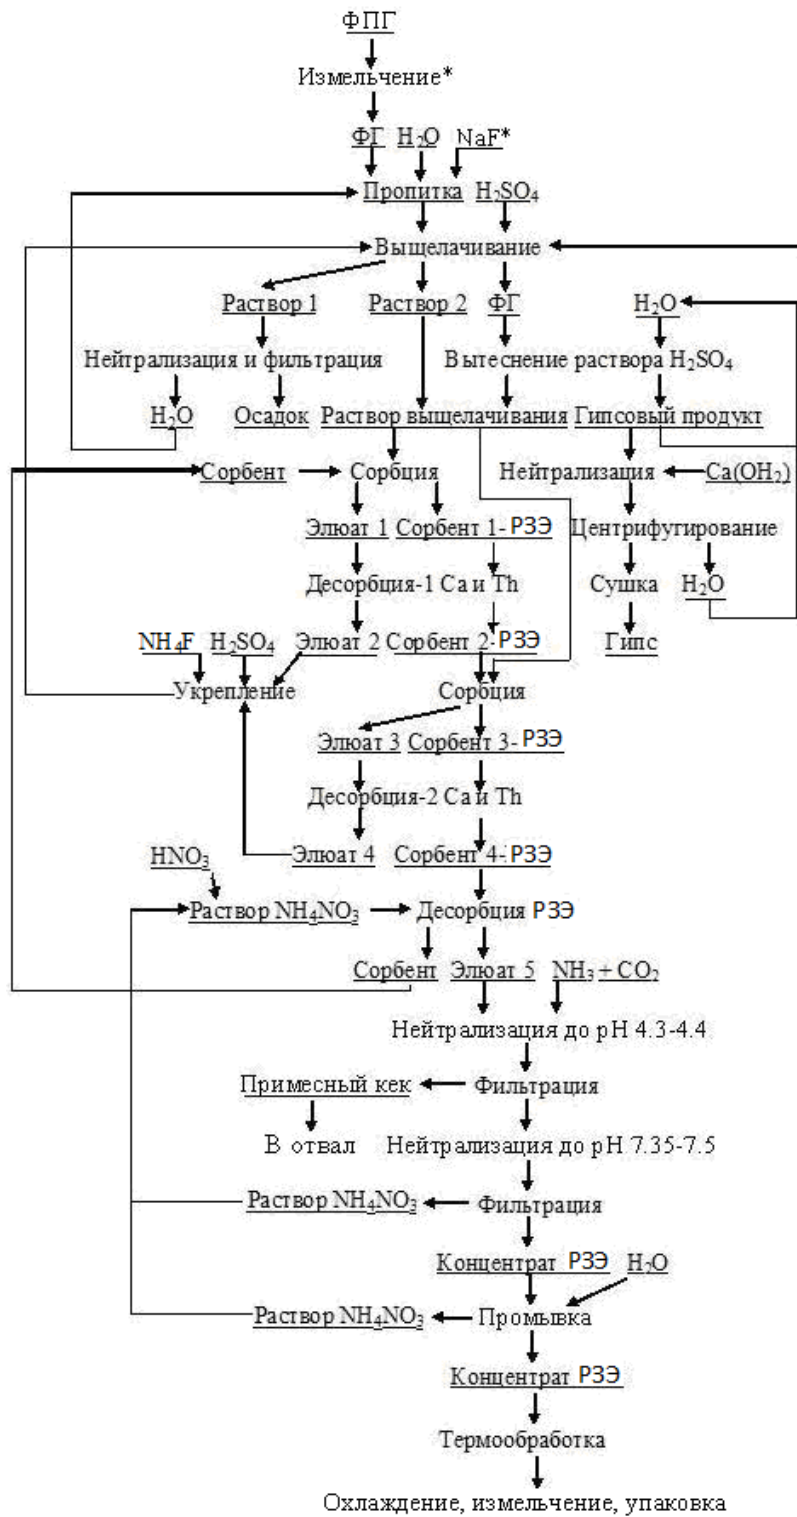 ФПГ
Измельчение*
ФГ H₂O NaF*
Пропитка H₂SO₄
Выщелачивание
Раствор 1 Раствор 2 ФГ H₂O
Нейтрализация и фильтрация Вытеснение раствора H₂SO₄
H₂O Осадок Раствор выщелачивания Гипсовый продукт
Сорбент Сорбция Нейтрализация Ca(OH₂)
Элюат 1 Сорбент 1-РЗЭ Центрифугирование
Десорбция-1 Ca и Th Сушка H₂O
NH₄F H₂SO₄ Элюат 2 Сорбент 2-РЗЭ Гипс
Укрепление Сорбция
Элюат 3 Сорбент 3-РЗЭ
Десорбция-2 Ca и Th
HNO₃ Элюат 4 Сорбент 4-РЗЭ
Раствор NH₄NO₃ Десорбция РЗЭ
Сорбент Элюат 5 NH₃ + CO₂
Нейтрализация до pH 4.3-4.4
Примесный кек Фильтрация
В отвал Нейтрализация до pH 7.35-7.5
Раствор NH₄NO₃ Фильтрация
Концентрат РЗЭ H₂O
Раствор NH₄NO₃ Промывка
Концентрат РЗЭ
Термообработка
Охлаждение, измельчение, упаковка